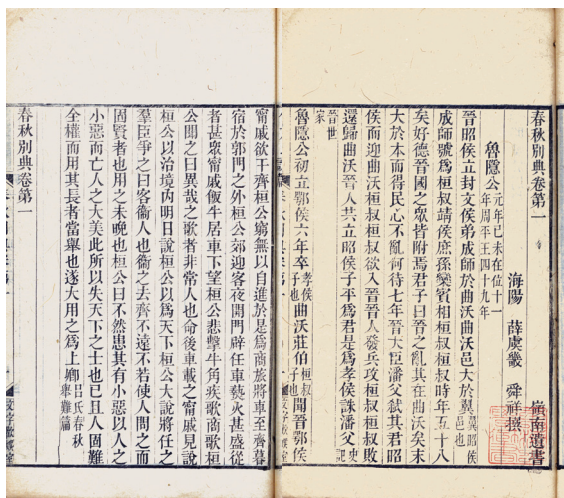 春秋別典卷第一 嶺南遺書
海陽 薛虞畿 舜祥撰
魯隱公 元年己未在位十一年周平王四十九年
晉昭侯立封文侯弟成師於曲沃曲沃邑大於翼 翼昭侯邑也
成師號爲桓叔靖侯庶孫欒賓相桓叔桓叔時年五十八
矣好德晉國之眾皆附焉君子曰晉之亂其在曲沃矣末
大於本而得民心不亂何待七年晉大臣潘父弒其君昭
侯而迎曲沃桓叔桓叔欲入晉晉人發兵攻桓叔桓叔敗
還歸曲沃晉人共立昭侯子平爲君是爲孝侯誅潘父 史記
晉世家
魯隱公初立鄂侯六年卒 孝侯子也 曲沃莊伯 桓叔子也 聞晉鄂侯
甯戚欲干齊桓公窮無以自進於是爲商旅將車至齊暮
宿於郭門之外桓公郊迎客夜開門辟任車爇火甚盛從
者甚眾甯戚飯牛居車下望桓公悲擊牛角疾歌商歌桓
公聞之曰異哉之歌者非常人也命後車載之甯戚見說
桓公以治境內明日說桓公以爲天下桓公大說將任之
羣臣爭之曰客衞人也衞之去齊不遠不若使人問之而
固賢者也用之未晚也桓公曰不然患其有小惡以人之
小惡而亡人之大美此所以失天下之士也已且人固難
全權而用其長者當舉也遂大用之爲上卿 呂氏春秋舉難篇
春秋別典卷第一